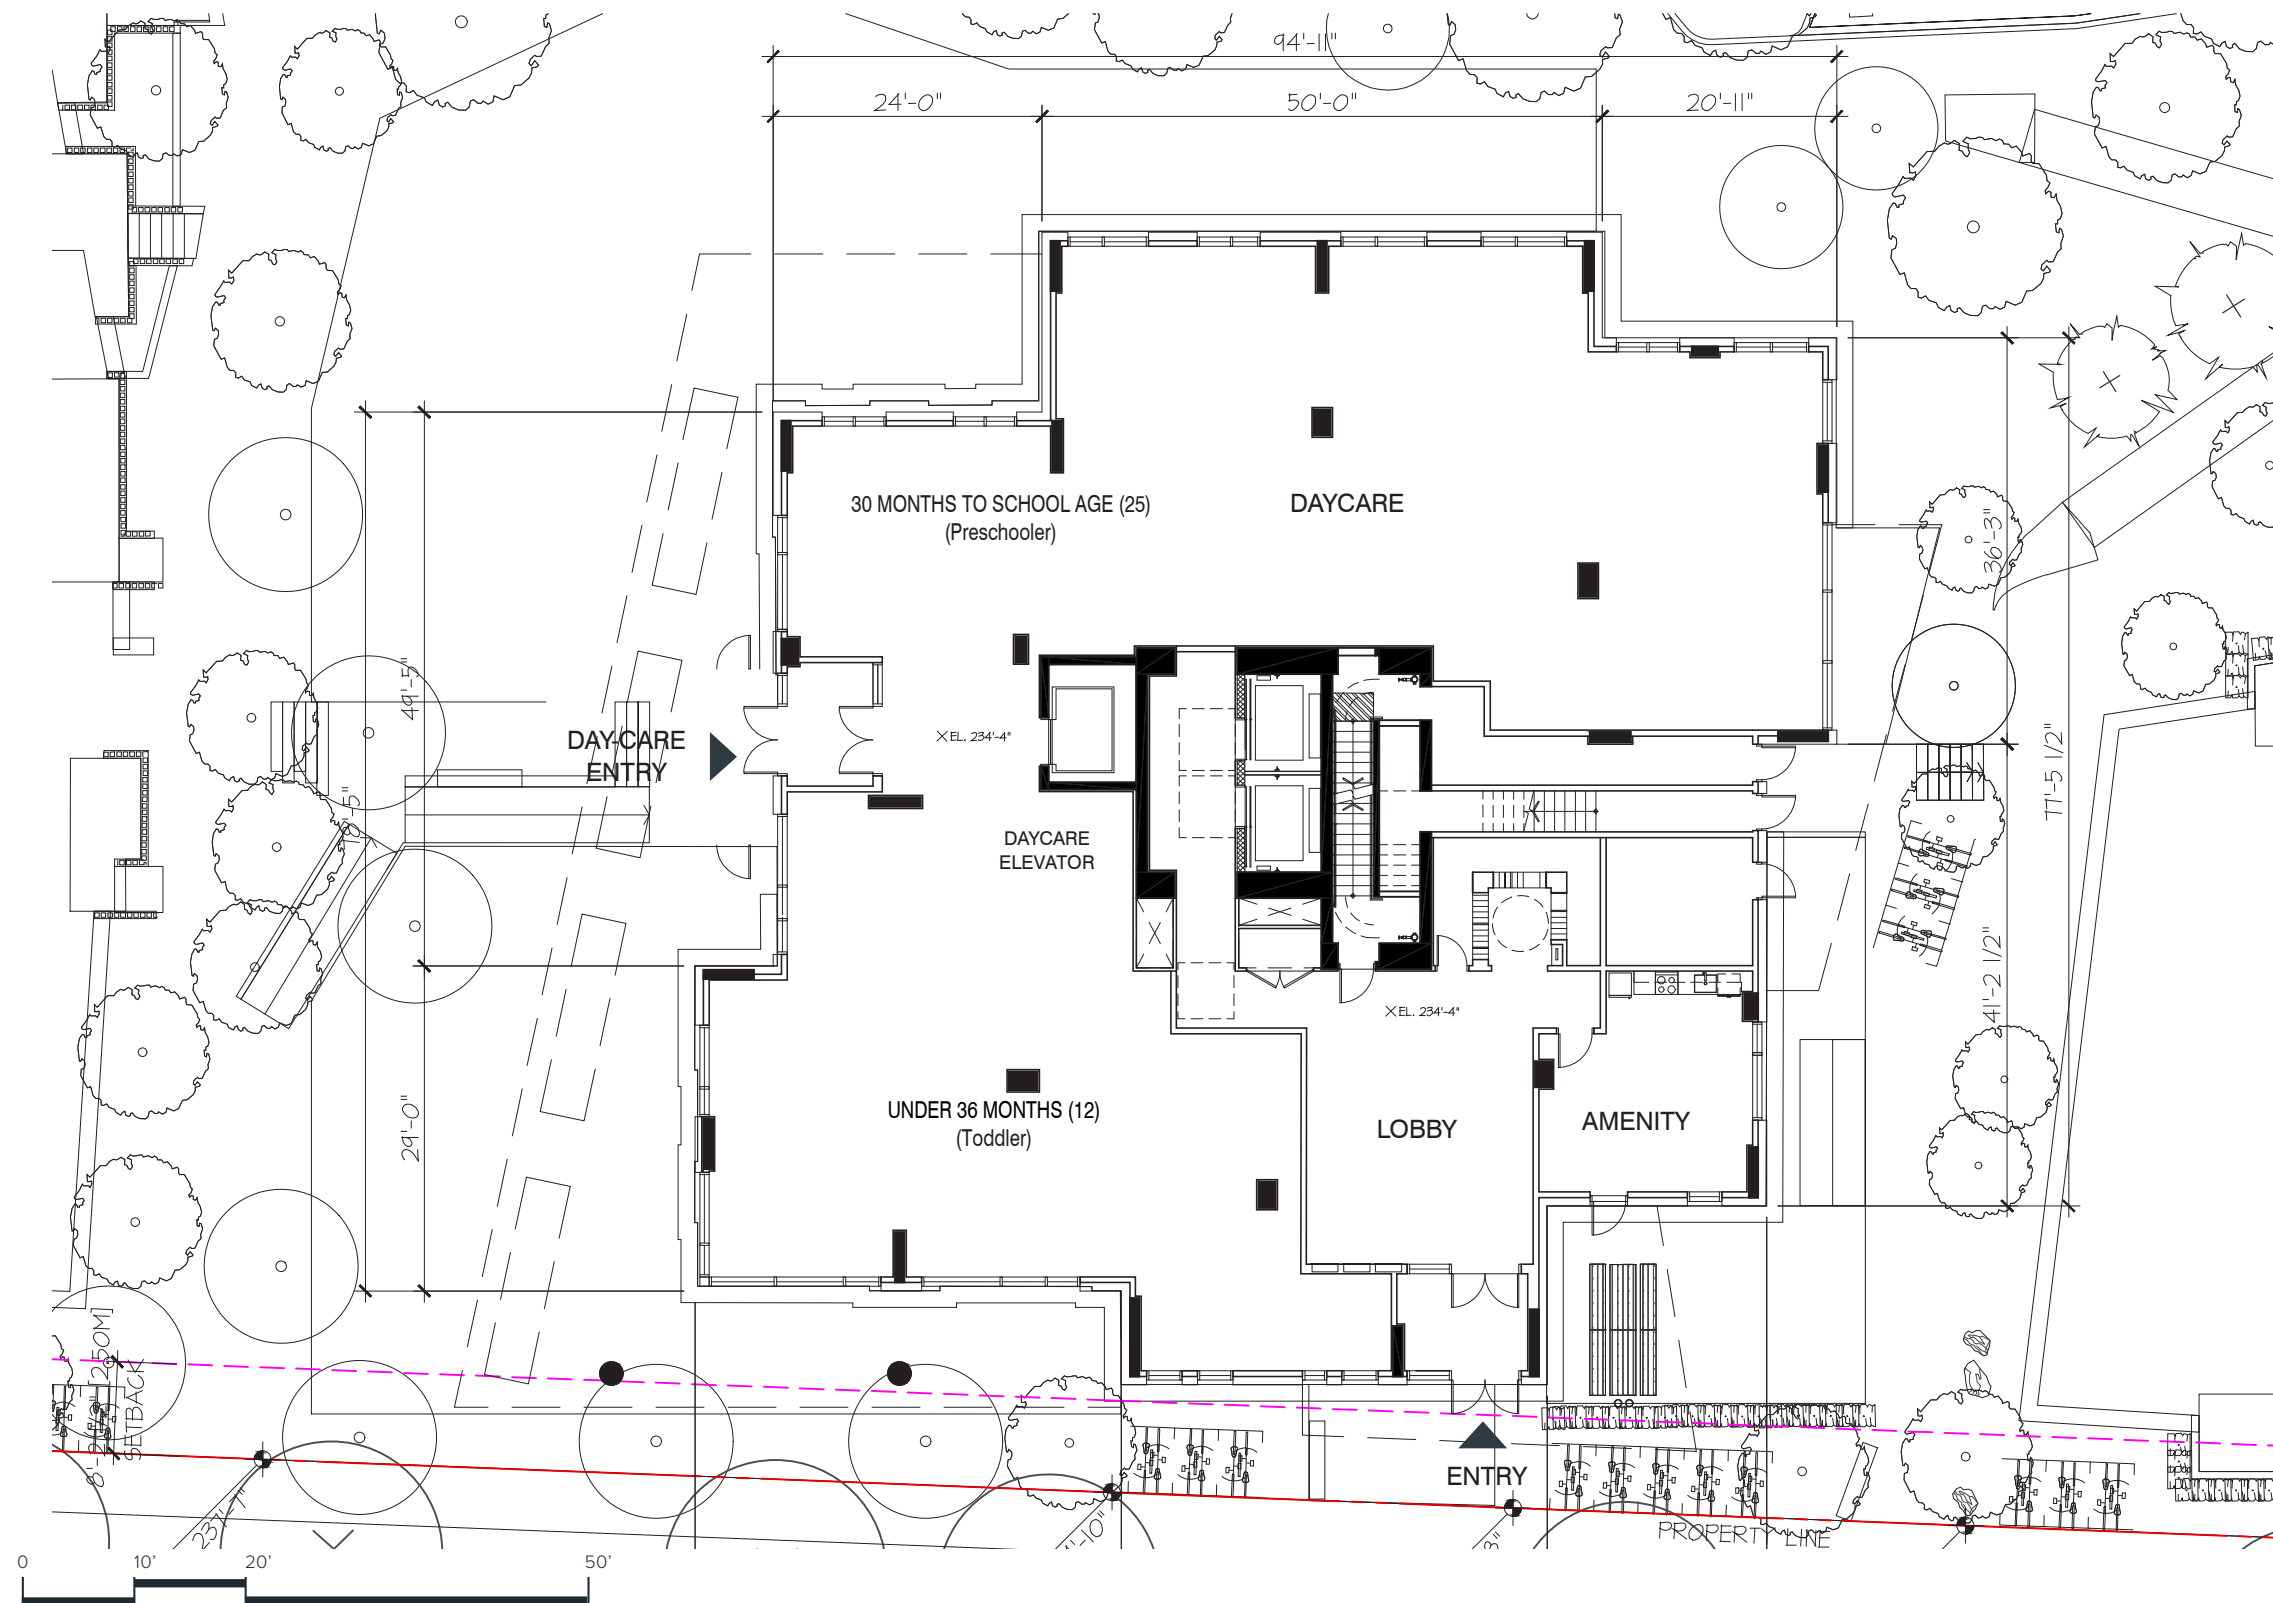 94'-11"
24'-0"
50'-0"
20'-11"
30 MONTHS TO SCHOOL AGE (25)
(Preschooler)
DAYCARE
36'-3"
49'-5"
DAY-CARE
ENTRY
EL. 234'-4"
77'-5 1/2"
DAYCARE
ELEVATOR
41'-2 1/2"
EL. 234'-4"
29'-0"
UNDER 36 MONTHS (12)
(Toddler)
LOBBY
AMENITY
SETBACK
ENTRY
PROPERTY LINE
0
10'
20'
50'